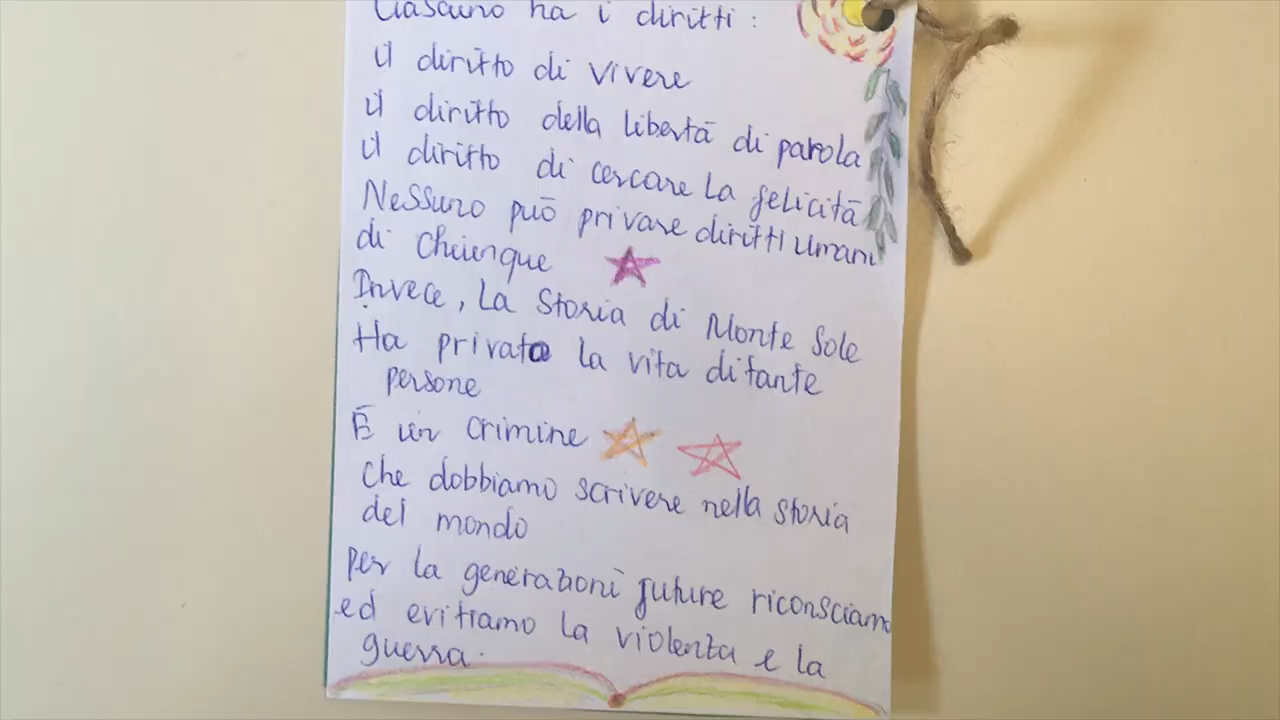 Ciascuno ha i diritti :
il diritto di vivere
il diritto della libertà di parola
il diritto di cercare la felicità
Nessuno può privare diritti umani
di chiunque
Invece, la storia di Monte Sole
Ha privato la vita di tante
persone
È un crimine
che dobbiamo scrivere nella storia
del mondo
per la generazioni future riconsciamo
ed evitiamo la violenza e la
guerra.